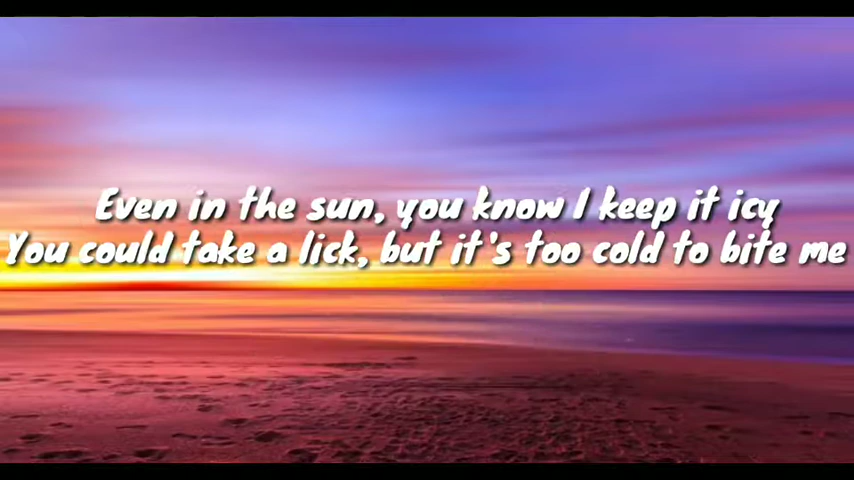 Even in the sun, you know I keep it icy
You could take a lick, but it's too cold to bite me